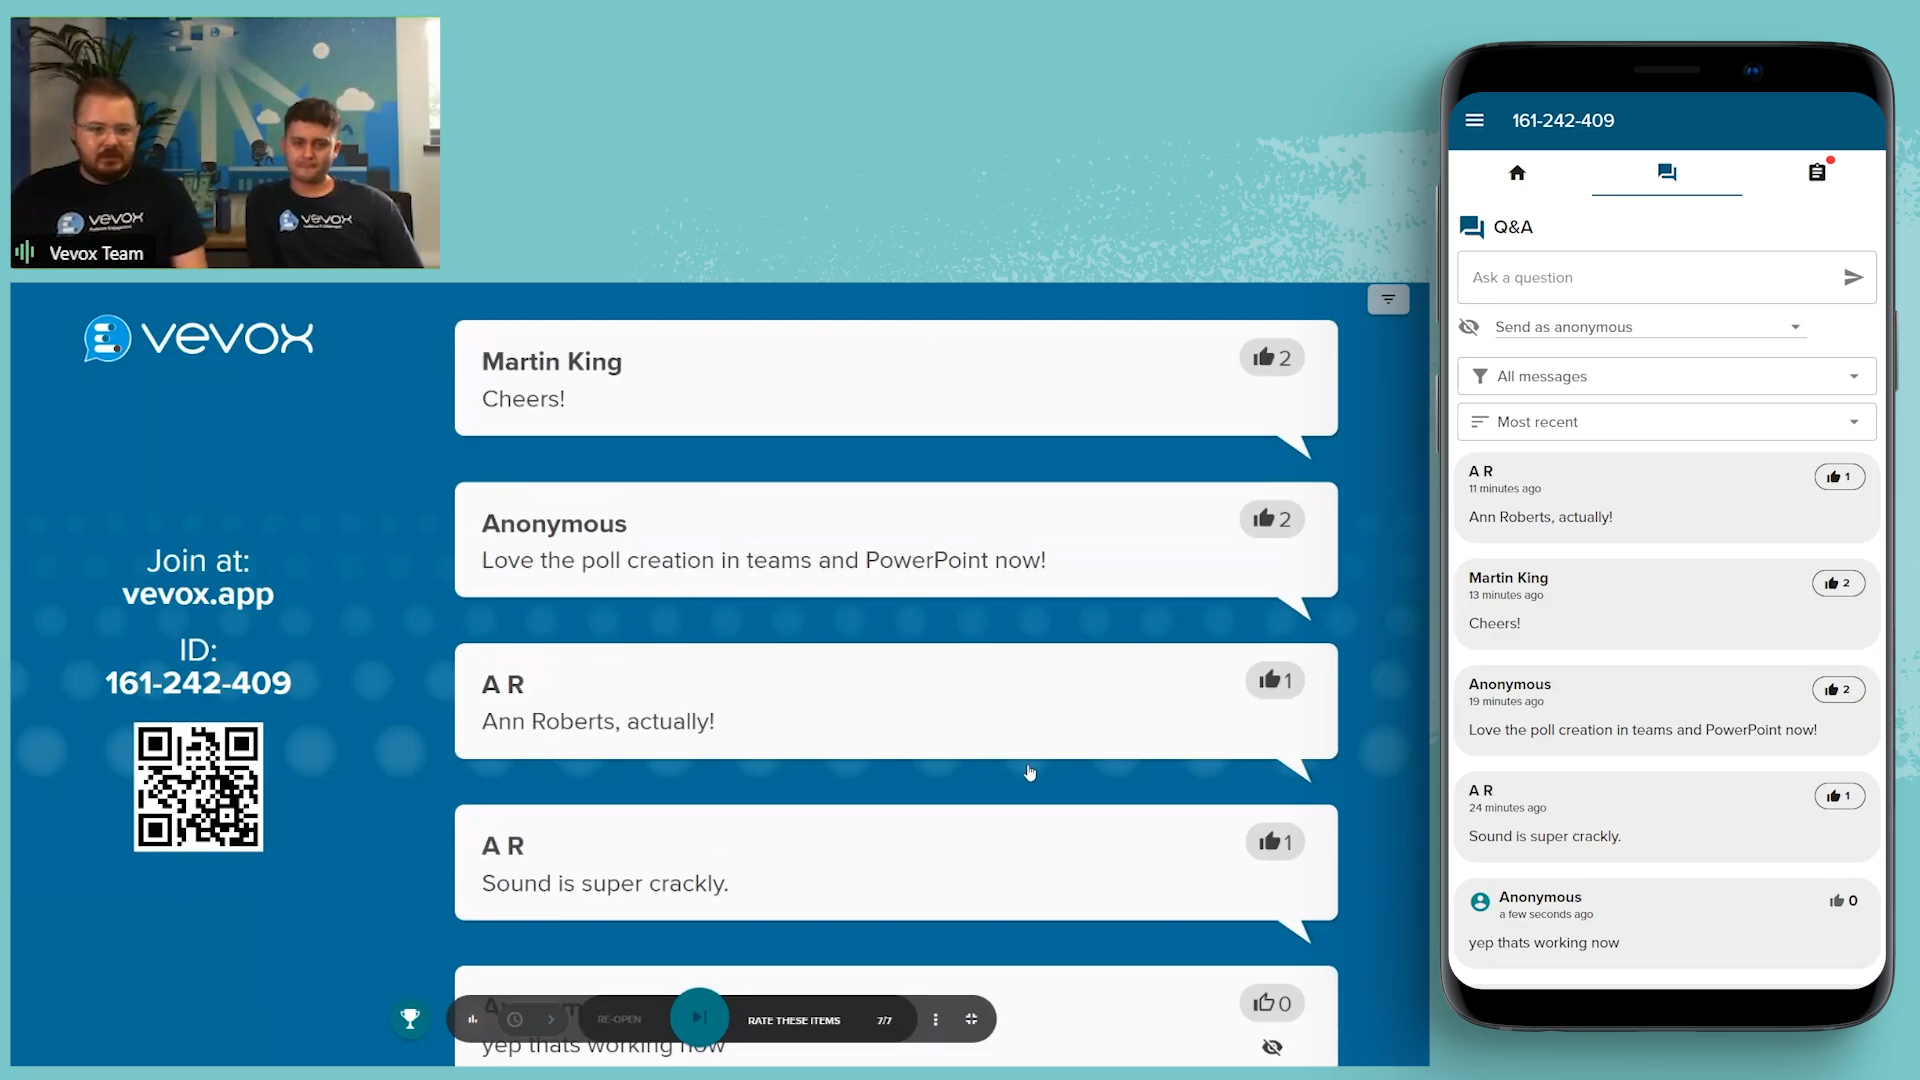 vevox
vevox
Vevox Team
vevox
Join at:
vevox.app
ID:
161-242-409
Martin King
2
Cheers!
Anonymous
2
Love the poll creation in teams and PowerPoint now!
A R
1
Ann Roberts, actually!
A R
1
Sound is super crackly.
0
yep thats working now
RE-OPEN
RATE THESE ITEMS
7/7
161-242-409
Q&A
Ask a question
Send as anonymous
All messages
Most recent
A R
11 minutes ago
1
Ann Roberts, actually!
Martin King
13 minutes ago
2
Cheers!
Anonymous
19 minutes ago
2
Love the poll creation in teams and PowerPoint now!
A R
24 minutes ago
1
Sound is super crackly.
Anonymous
a few seconds ago
0
yep thats working now